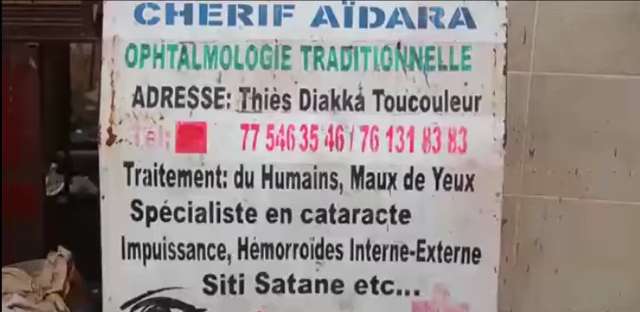 CHERIF AÏDARA
OPHTALMOLOGIE TRADITIONNELLE
ADRESSE: Thiès Diakka Toucouleur
Tél: 77 546 35 46 / 76 131 83 83
Traitement: du Humains, Maux de Yeux
Spécialiste en cataracte
Impuissance, Hémorroïdes Interne-Externe
Siti Satane etc...